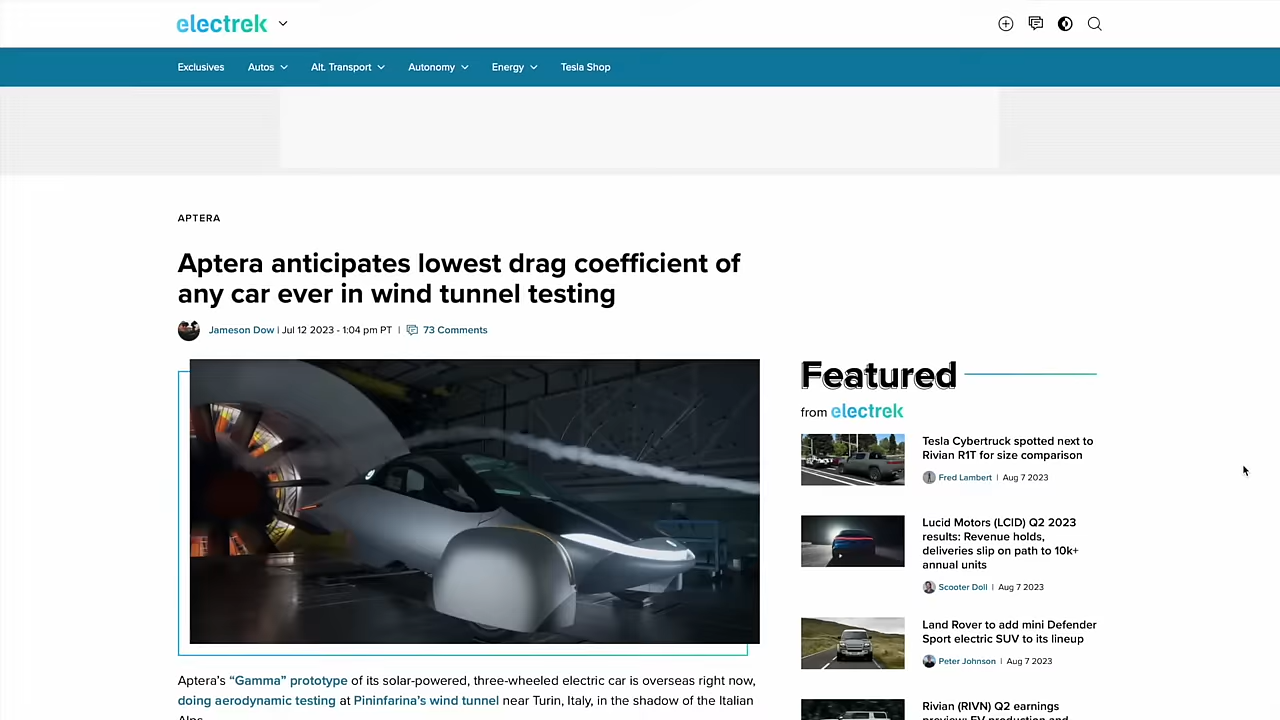 electrek
Exclusives Autos Alt. Transport Autonomy Energy Tesla Shop
APTERA
Aptera anticipates lowest drag coefficient of
any car ever in wind tunnel testing
Jameson Dow | Jul 12 2023 - 1:04 pm PT | 73 Comments
Aptera’s “Gamma” prototype of its solar-powered, three-wheeled electric car is overseas right now,
doing aerodynamic testing at Pininfarina’s wind tunnel near Turin, Italy, in the shadow of the Italian
Alps
Featured
from electrek
Tesla Cybertruck spotted next to
Rivian R1T for size comparison
Fred Lambert | Aug 7 2023
Lucid Motors (LCID) Q2 2023
results: Revenue holds,
deliveries slip on path to 10k+
annual units
Scooter Doll | Aug 7 2023
Land Rover to add mini Defender
Sport electric SUV to its lineup
Peter Johnson | Aug 7 2023
Rivian (RIVN) Q2 earnings
preview: EV production and